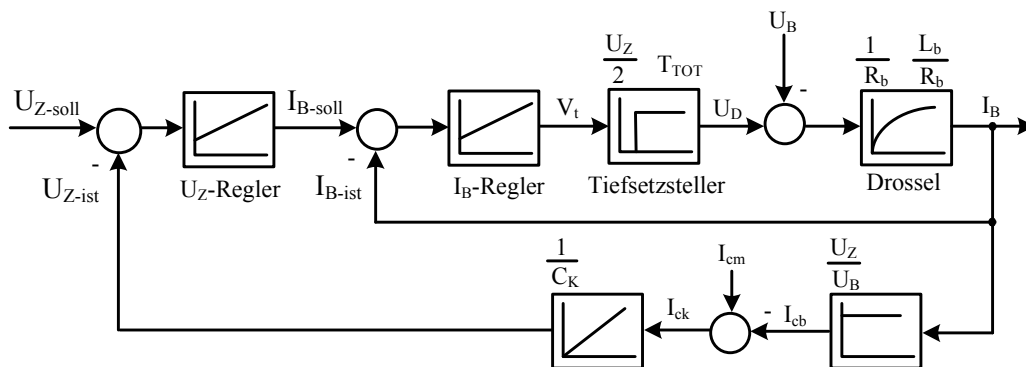 U_Z-soll
U_Z-ist
-
U_Z-Regler
I_B-soll
I_B-ist
-
I_B-Regler
V_t
U_Z
2
T_TOT
Tiefsetzsteller
U_D
U_B
-
1
R_b
L_b
R_b
Drossel
I_B
1
C_K
I_ck
I_cm
-
I_cb
U_Z
U_B